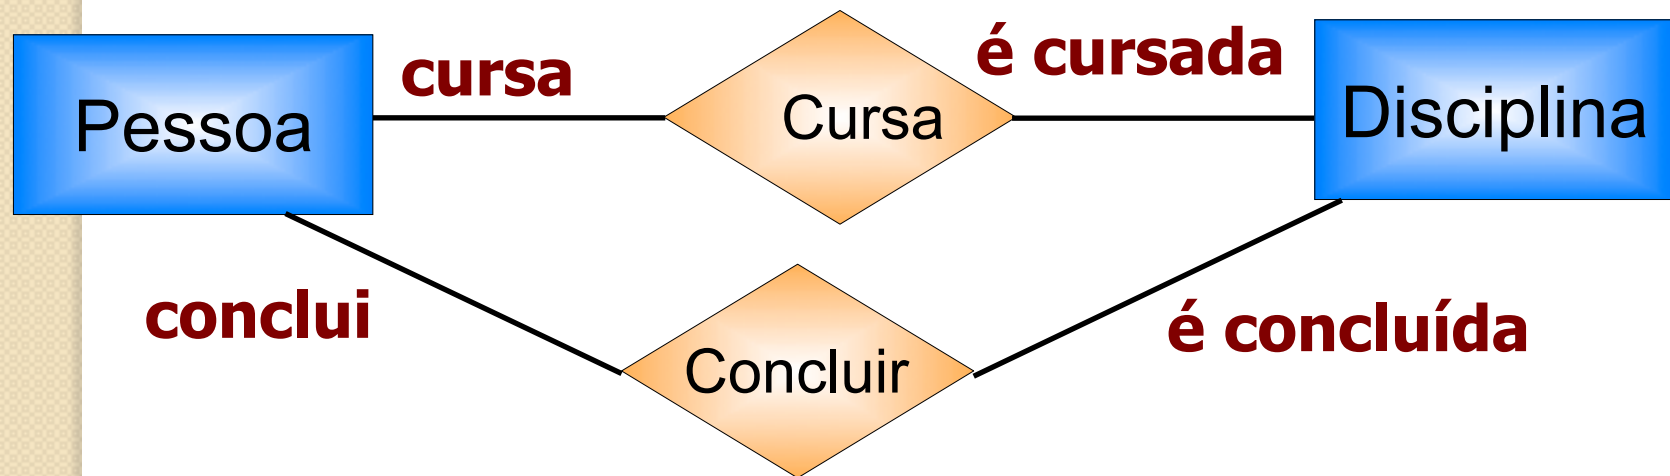 Pessoa
cursa
Cursa
é cursada
Disciplina
conclui
Concluir
é concluída